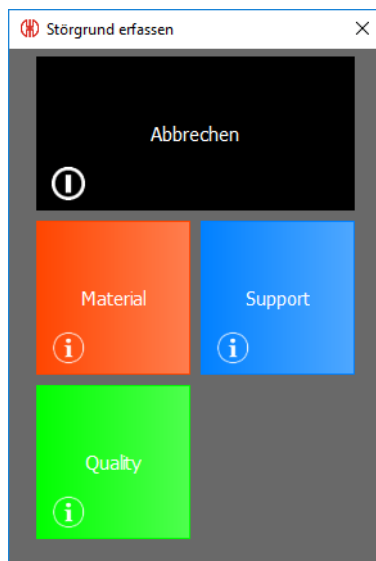 Störgrund erfassen
Abbrechen
Material
Support
Quality